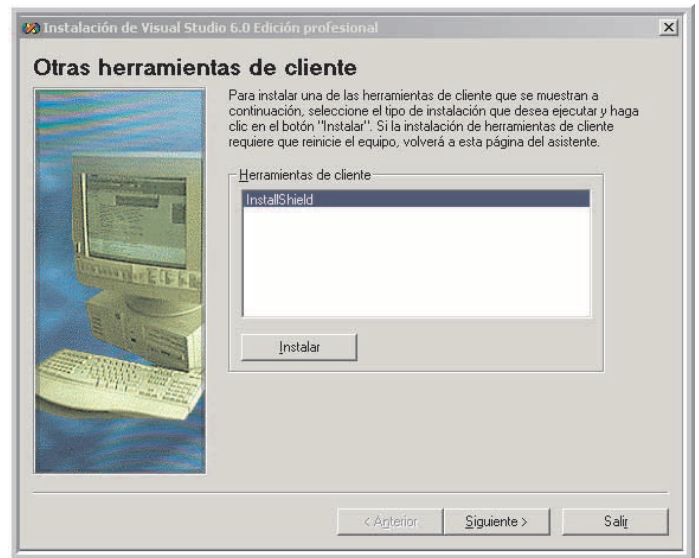 Instalación de Visual Studio 6.0 Edición profesional
Otras herramientas de cliente
Para instalar una de las herramientas de cliente que se muestran a
continuación, seleccione el tipo de instalación que desea ejecutar y haga
clic en el botón "Instalar". Si la instalación de herramientas de cliente
requiere que reinicie el equipo, volverá a esta página del asistente.
Herramientas de cliente
InstallShield
Instalar
< Anterior
Siguiente >
Salir